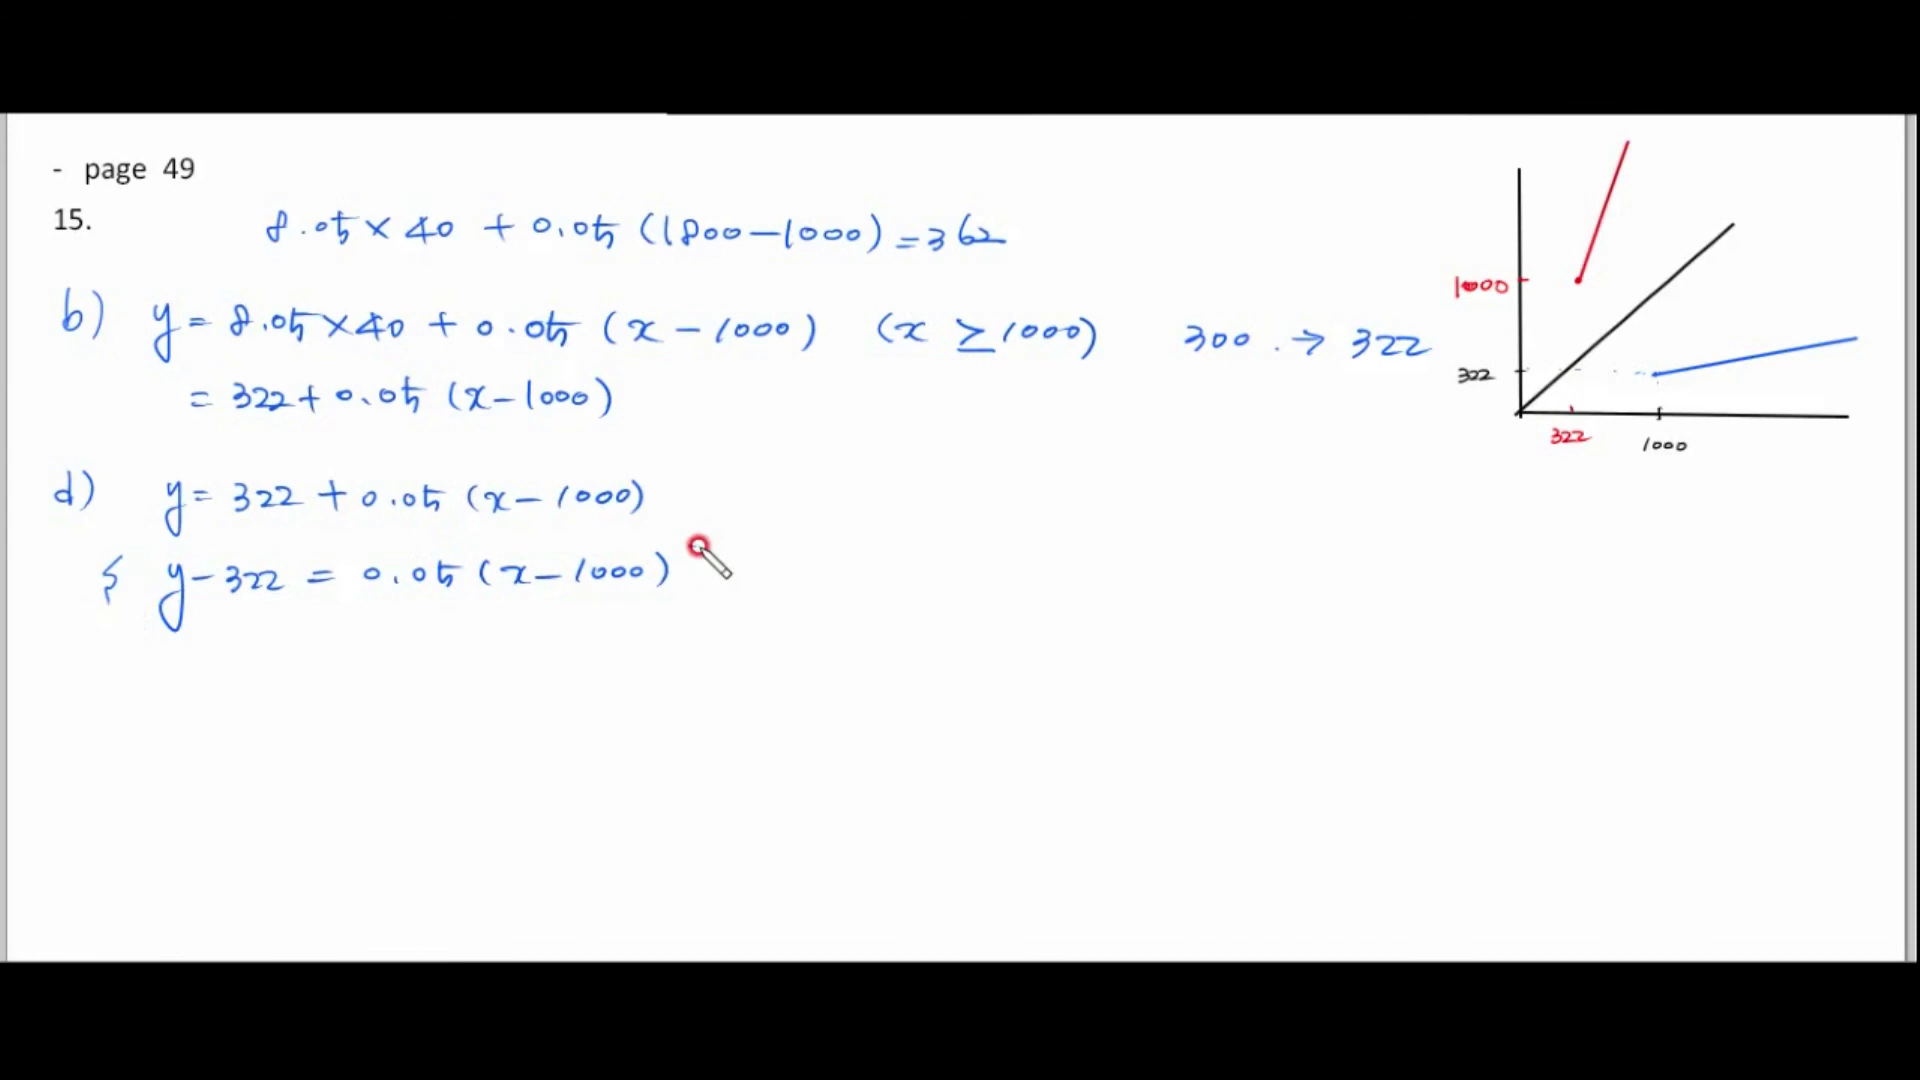 - page 49
15.
8.05 × 40 + 0.05 (1800 - 1000) = 362
b) y = 8.05 × 40 + 0.05 (x - 1000) (x ≥ 1000) 300 . → 322
= 322 + 0.05 (x - 1000)
d) y = 322 + 0.05 (x - 1000)
y - 322 = 0.05 (x - 1000)
1000
322
322
1000